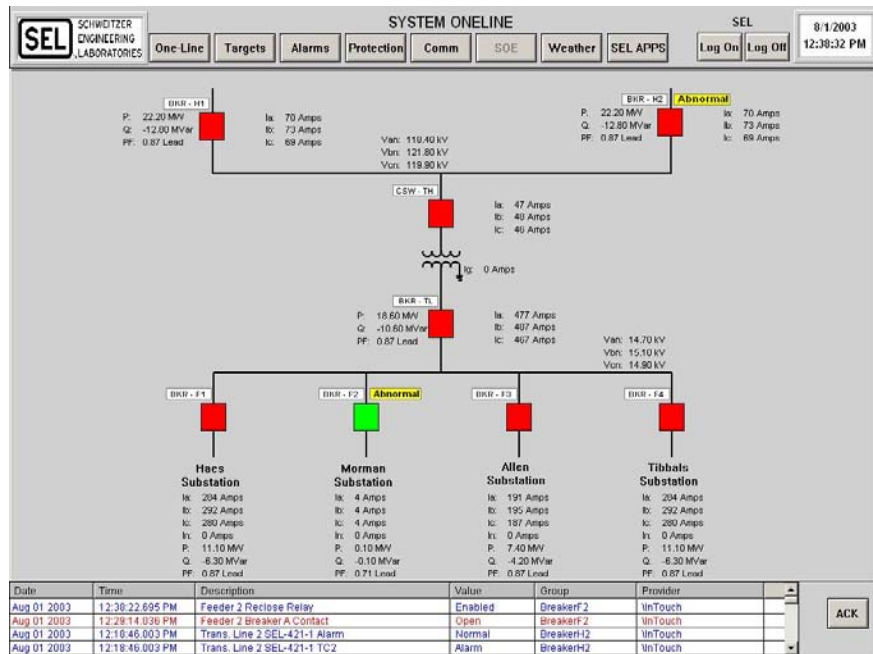 SEL SCHWEITZER ENGINEERING LABORATORIES
SYSTEM ONELINE
SEL
8/1/2003
12:38:32 PM
One-Line Targets Alarms Protection Comm SOE Weather SEL APPS Log On Log Off
BKR - H1
P: 22.20 MW
Q: -12.80 MVar
PF: 0.87 Lead
Ia: 70 Amps
Ib: 73 Amps
Ic: 69 Amps
BKR - H2 Abnormal
P: 22.20 MW
Q: -12.80 MVar
PF: 0.87 Lead
Ia: 70 Amps
Ib: 73 Amps
Ic: 69 Amps
Van: 118.40 kV
Vbn: 121.80 kV
Vcn: 119.90 kV
CSW - TH
Ia: 47 Amps
Ib: 48 Amps
Ic: 46 Amps
Ig: 0 Amps
BKR - TL
P: 18.60 MW
Q: -10.60 MVar
PF: 0.87 Lead
Ia: 477 Amps
Ib: 487 Amps
Ic: 467 Amps
Van: 14.70 kV
Vbn: 15.10 kV
Vcn: 14.90 kV
BKR - F1
BKR - F2 Abnormal
BKR - F3
BKR - F4
Haes
Substation
Ia: 284 Amps
Ib: 292 Amps
Ic: 280 Amps
In: 0 Amps
P: 11.10 MW
Q: -6.30 MVar
PF: 0.87 Lead
Morman
Substation
Ia: 4 Amps
Ib: 4 Amps
Ic: 4 Amps
In: 0 Amps
P: 0.10 MW
Q: -0.10 MVar
PF: 0.71 Lead
Allen
Substation
Ia: 191 Amps
Ib: 195 Amps
Ic: 187 Amps
In: 0 Amps
P: 7.40 MW
Q: -4.20 MVar
PF: 0.87 Lead
Tibbals
Substation
Ia: 284 Amps
Ib: 292 Amps
Ic: 280 Amps
In: 0 Amps
P: 11.10 MW
Q: -6.30 MVar
PF: 0.87 Lead
Date Time Description Value Group Provider
Aug 01 2003 12:38:22.695 PM Feeder 2 Reclose Relay Enabled BreakerF2 \InTouch
Aug 01 2003 12:29:14.036 PM Feeder 2 Breaker A Contact Open BreakerF2 \InTouch
Aug 01 2003 12:18:46.003 PM Trans. Line 2 SEL-421-1 Alarm Normal BreakerH2 \InTouch
Aug 01 2003 12:18:46.003 PM Trans. Line 2 SEL-421-1 TC2 Alarm BreakerH2 \InTouch
ACK